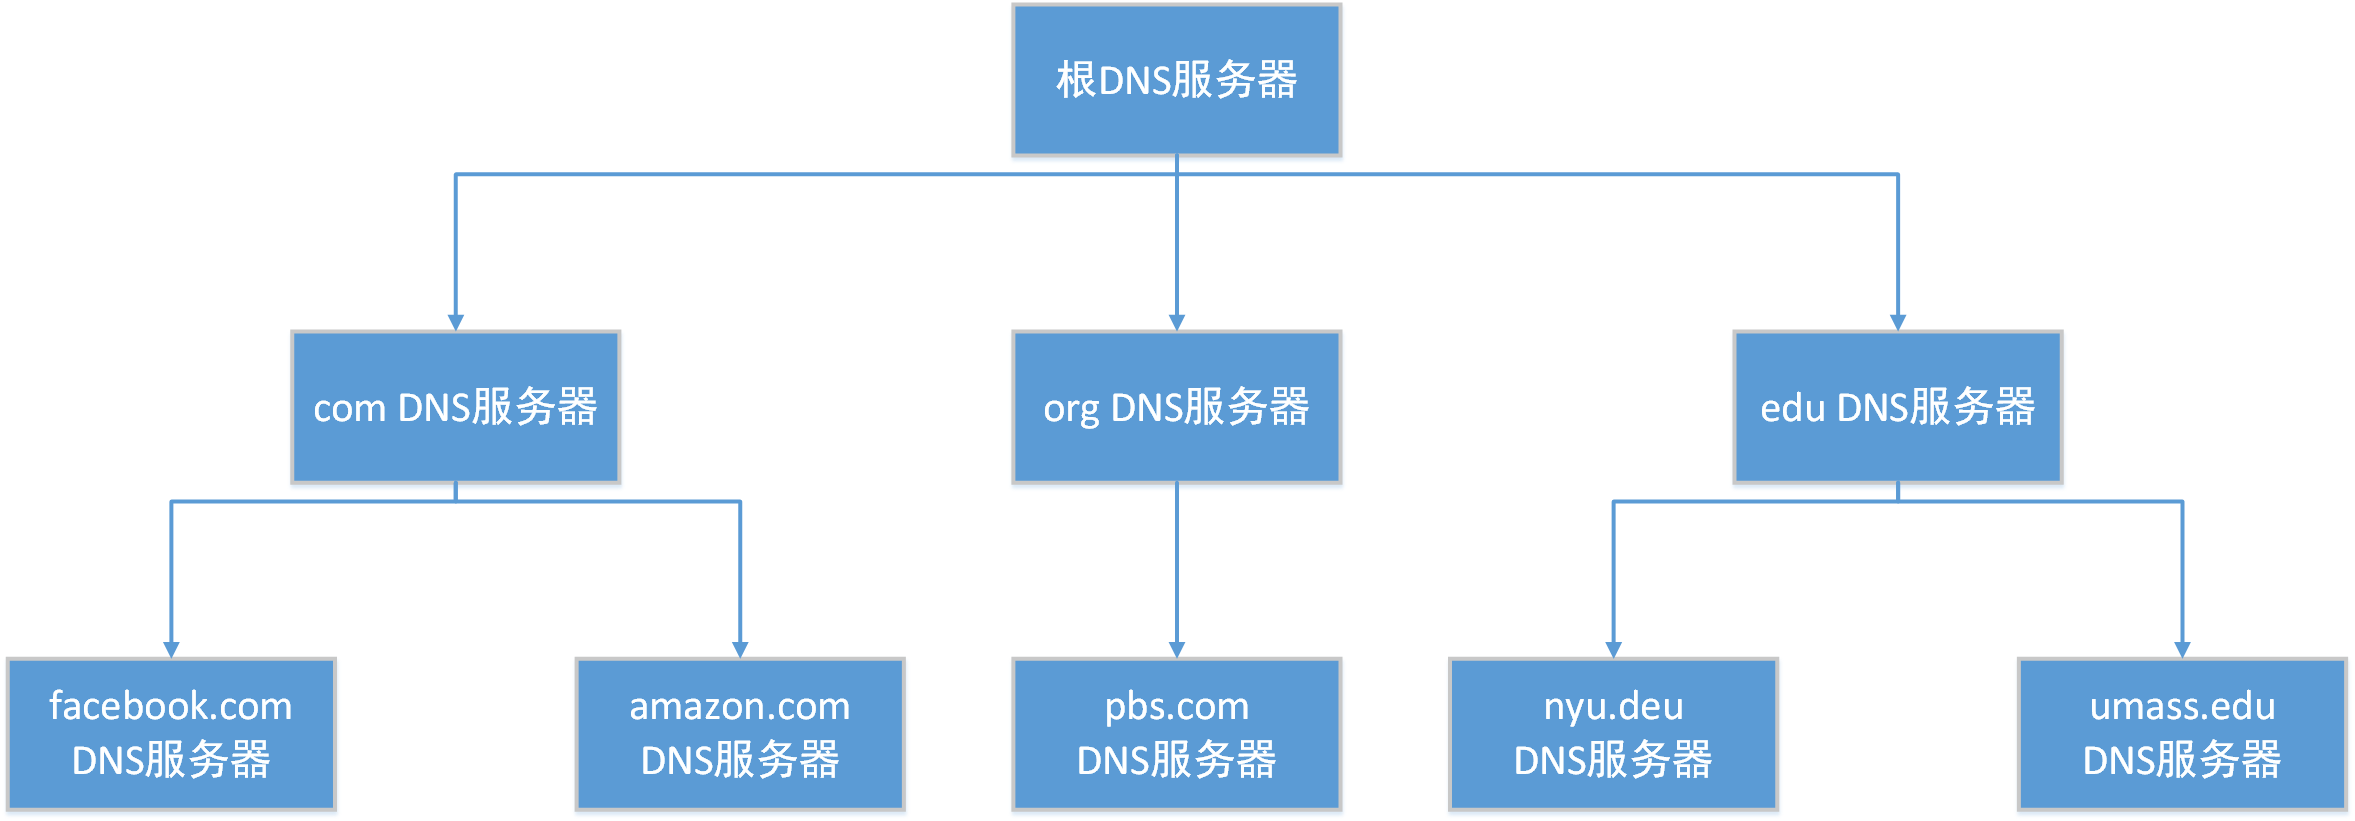 根DNS服务器
com DNS服务器
org DNS服务器
edu DNS服务器
facebook.com
DNS服务器
amazon.com
DNS服务器
pbs.com
DNS服务器
nyu.deu
DNS服务器
umass.edu
DNS服务器